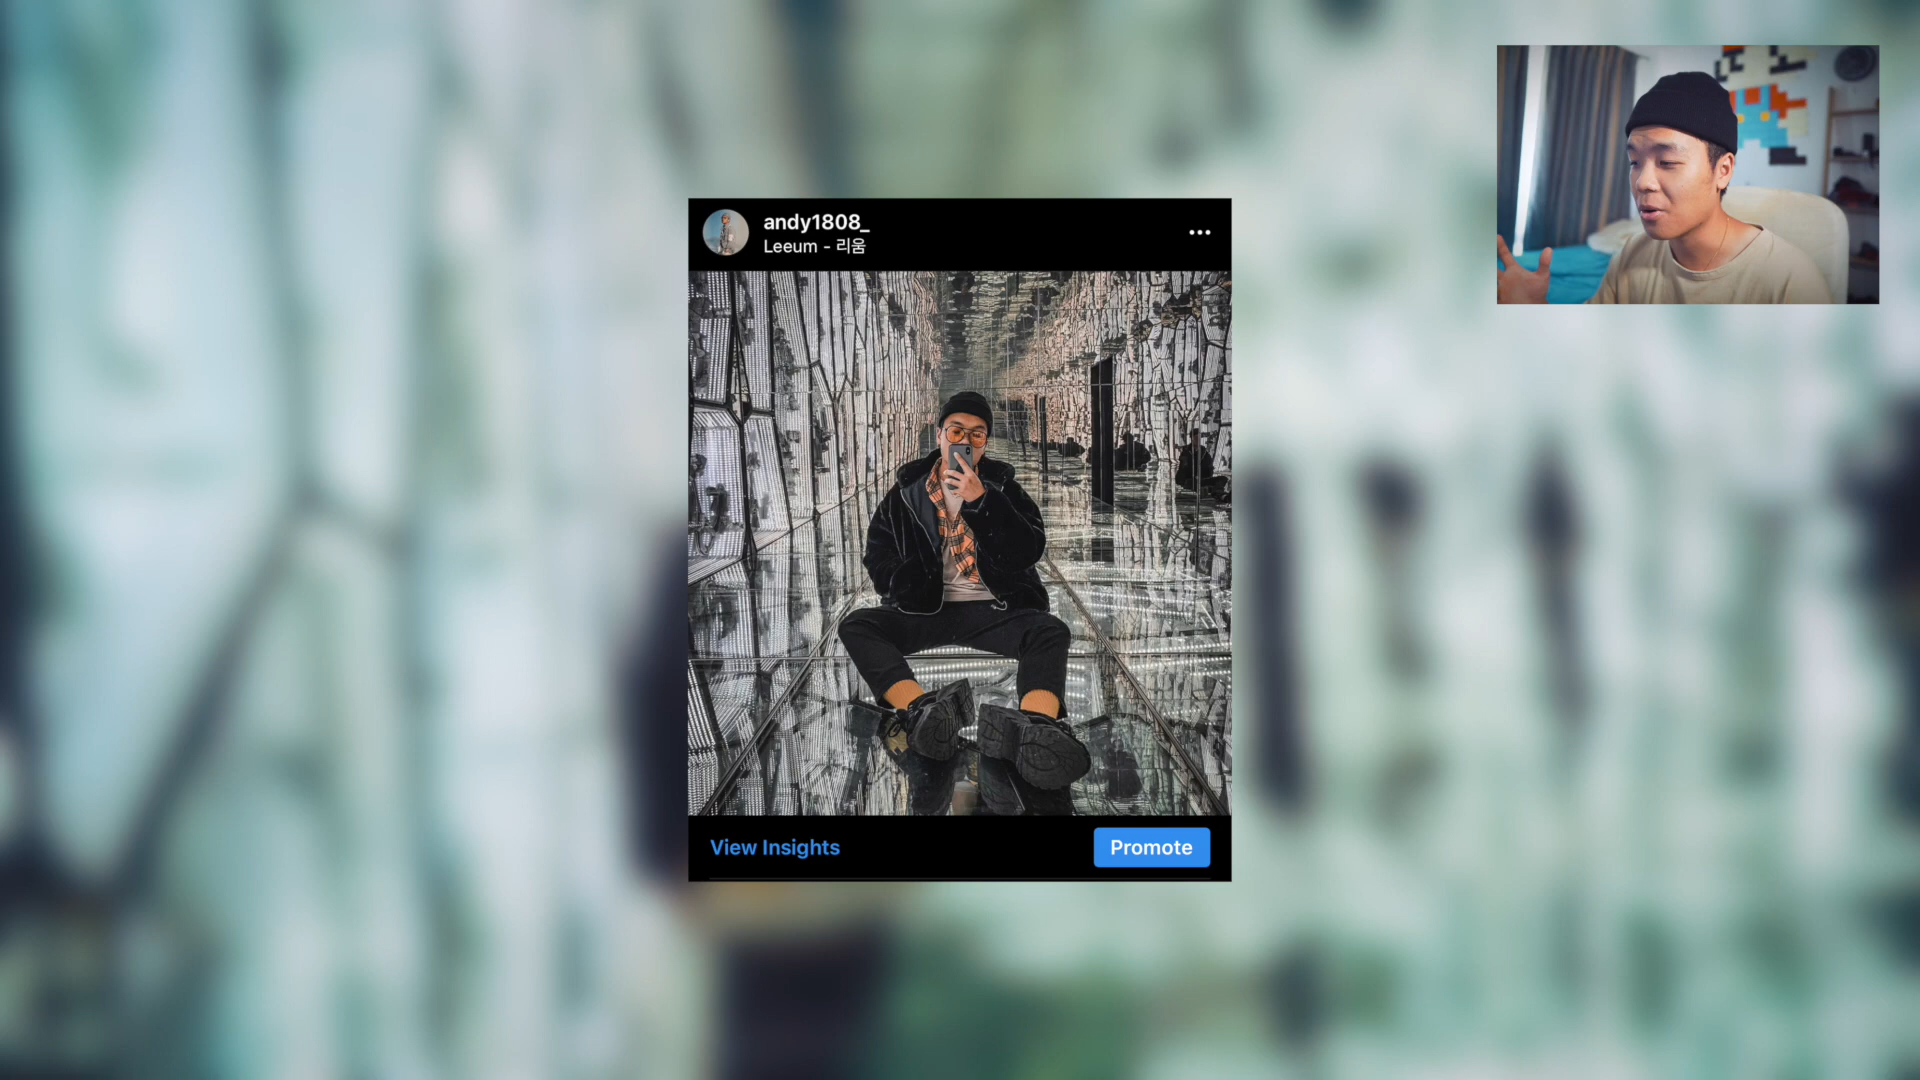 andy1808_
Leeum - 리움
View Insights
Promote